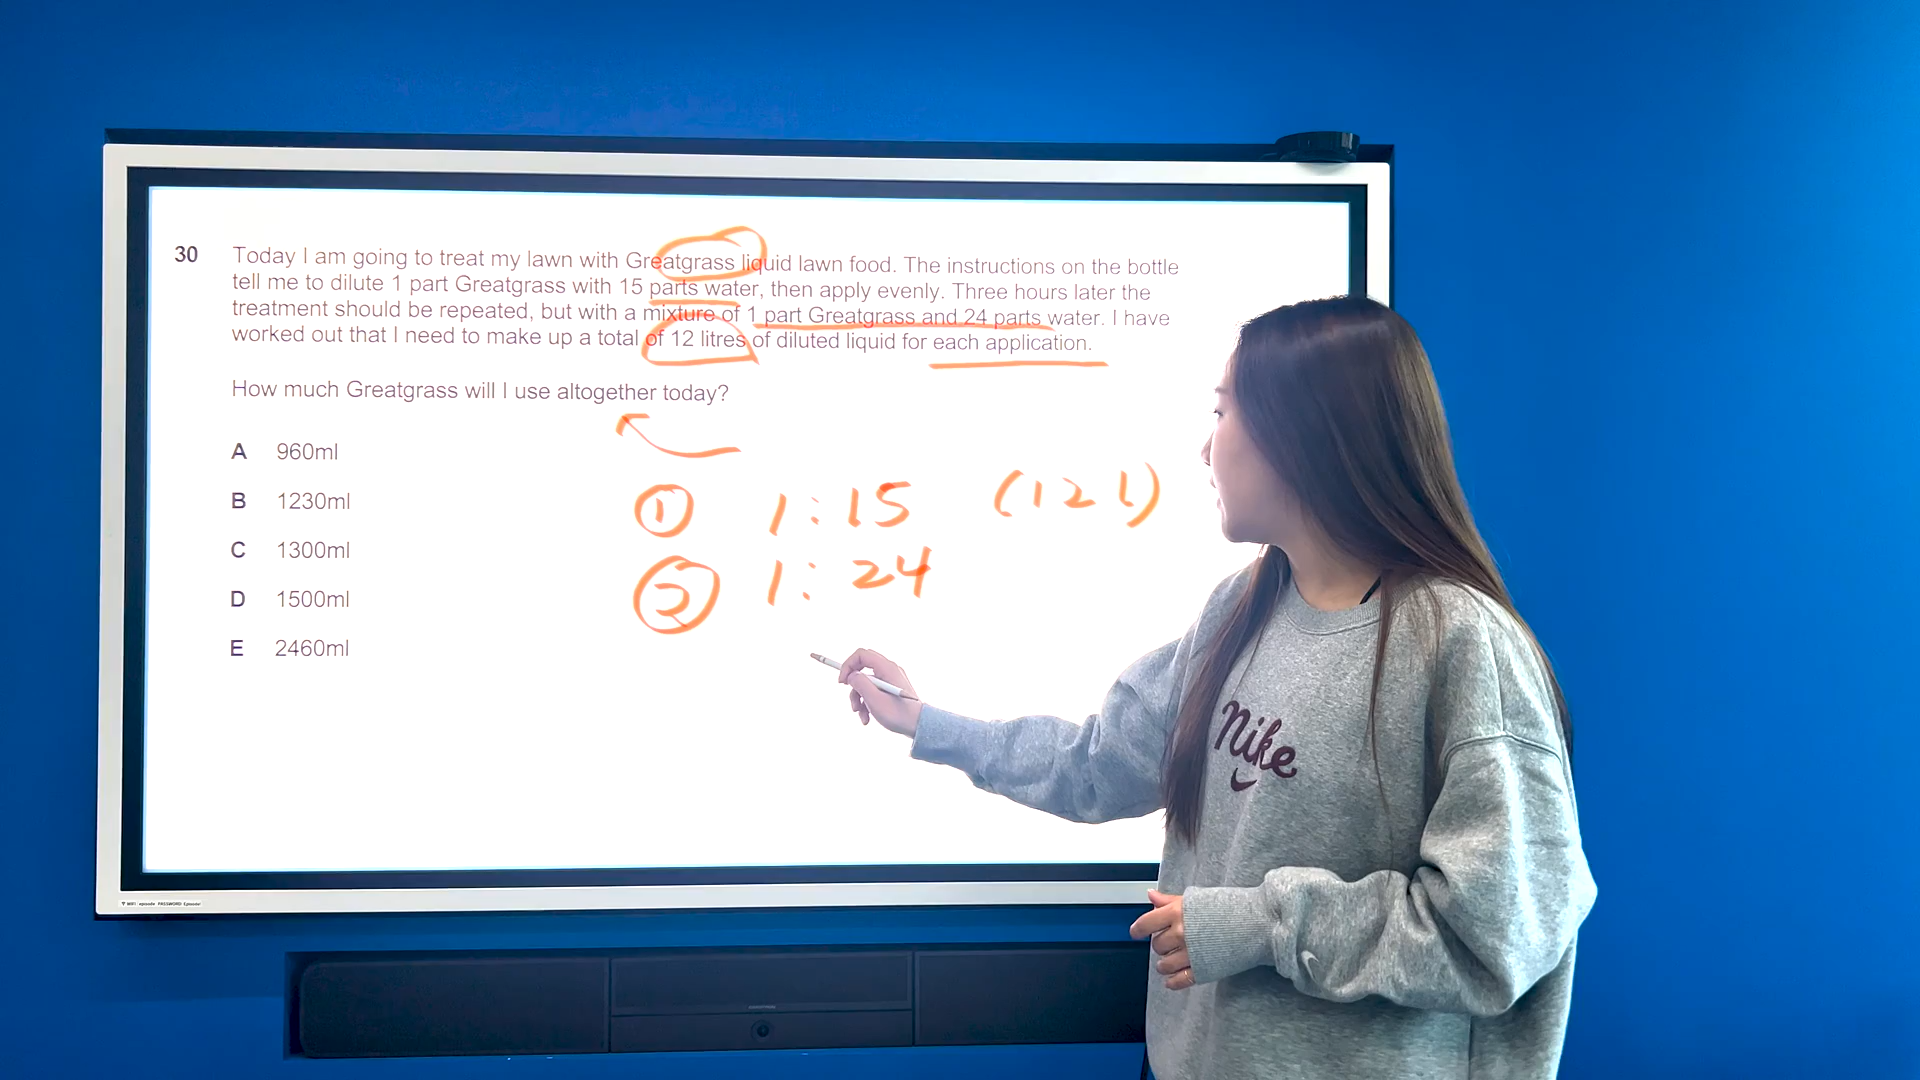 30 Today I am going to treat my lawn with Greatgrass liquid lawn food. The instructions on the bottle
tell me to dilute 1 part Greatgrass with 15 parts water, then apply evenly. Three hours later the
treatment should be repeated, but with a mixture of 1 part Greatgrass and 24 parts water. I have
worked out that I need to make up a total of 12 litres of diluted liquid for each application.
How much Greatgrass will I use altogether today?
A 960ml
B 1230ml
C 1300ml
D 1500ml
E 2460ml
① 1:15 (12 l)
② 1:24
Nike